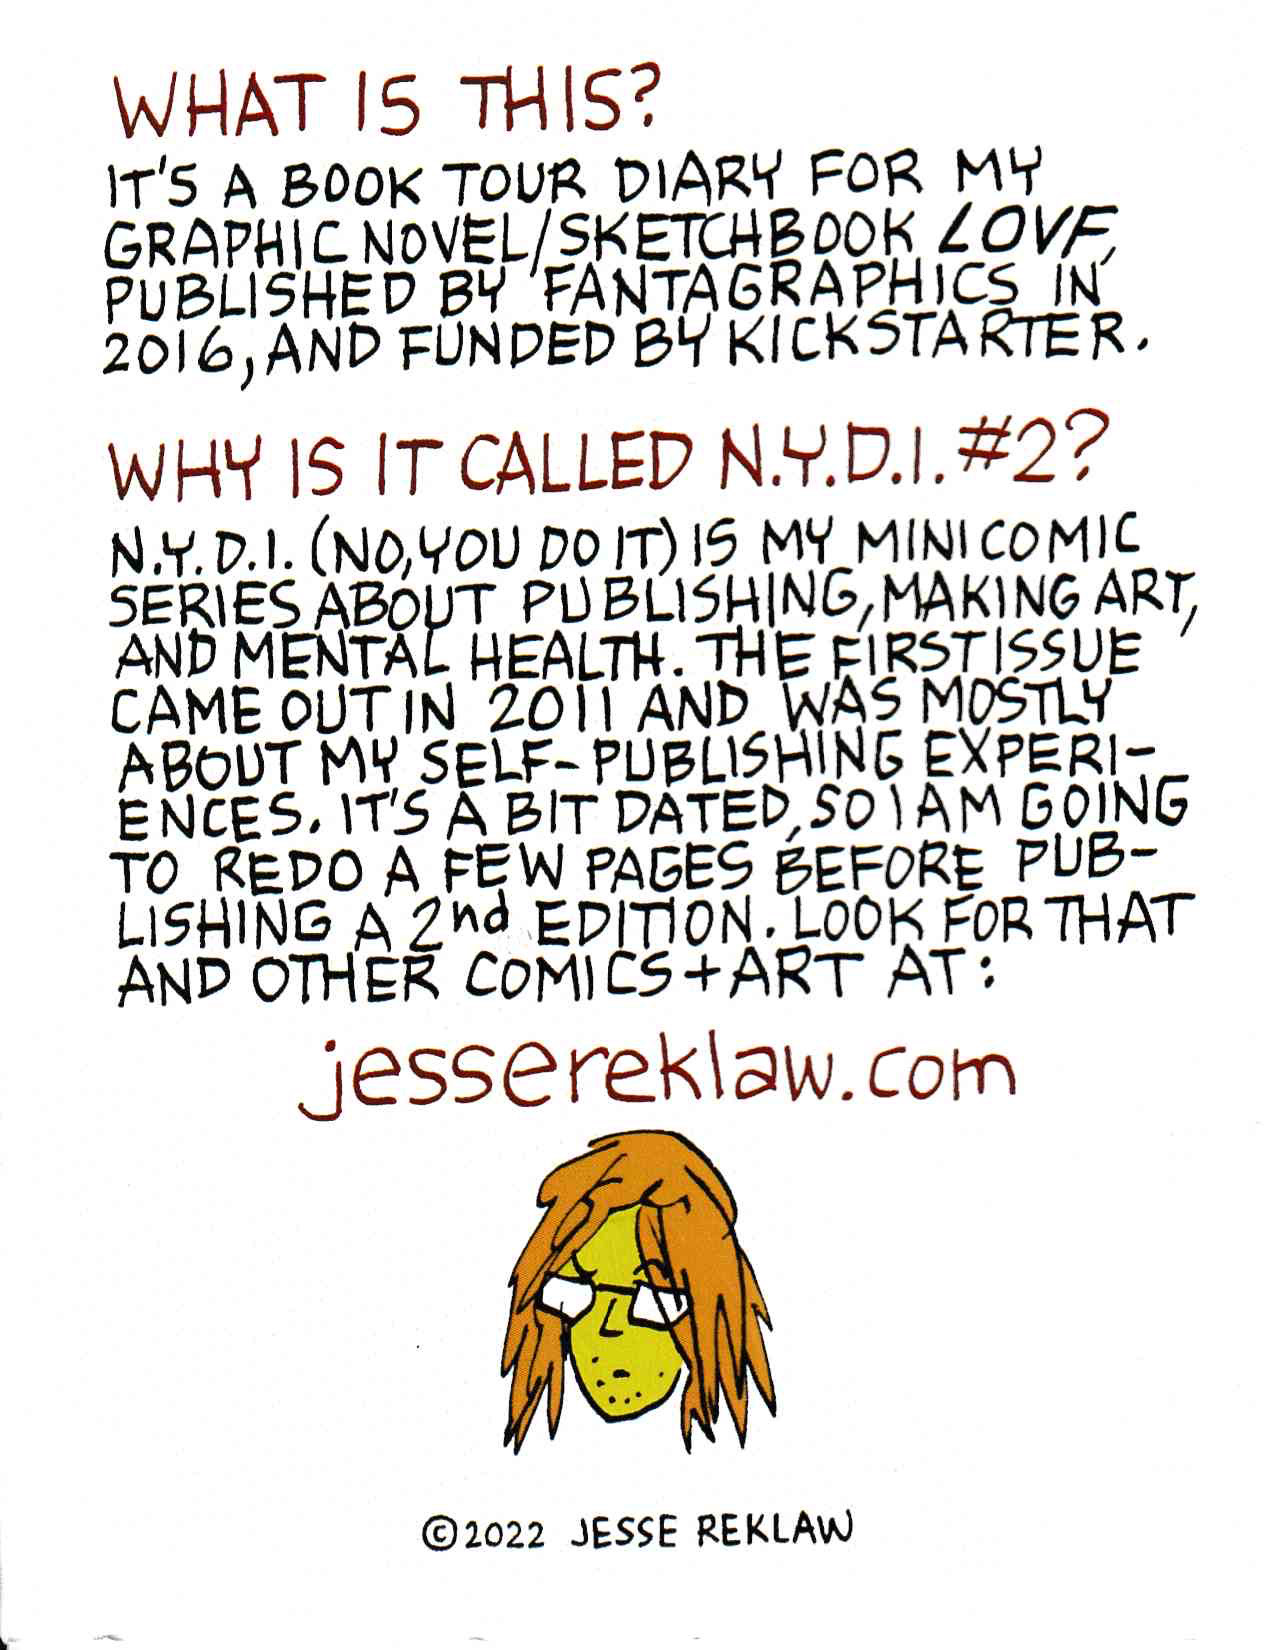 WHAT IS THIS?
IT'S A BOOK TOUR DIARY FOR MY
GRAPHIC NOVEL/SKETCHBOOK LOVF,
PUBLISHED BY FANTAGRAPHICS IN
2016, AND FUNDED BY KICKSTARTER.
WHY IS IT CALLED N.Y.D.I. #2?
N.Y.D.I. (NO, YOU DO IT) IS MY MINICOMIC
SERIES ABOUT PUBLISHING, MAKING ART,
AND MENTAL HEALTH. THE FIRST ISSUE
CAME OUT IN 2011 AND WAS MOSTLY
ABOUT MY SELF-PUBLISHING EXPERI-
ENCES. IT'S A BIT DATED, SO I AM GOING
TO REDO A FEW PAGES BEFORE PUB-
LISHING A 2nd EDITION. LOOK FOR THAT
AND OTHER COMICS + ART AT:
jessereklaw.com
© 2022 JESSE REKLAW